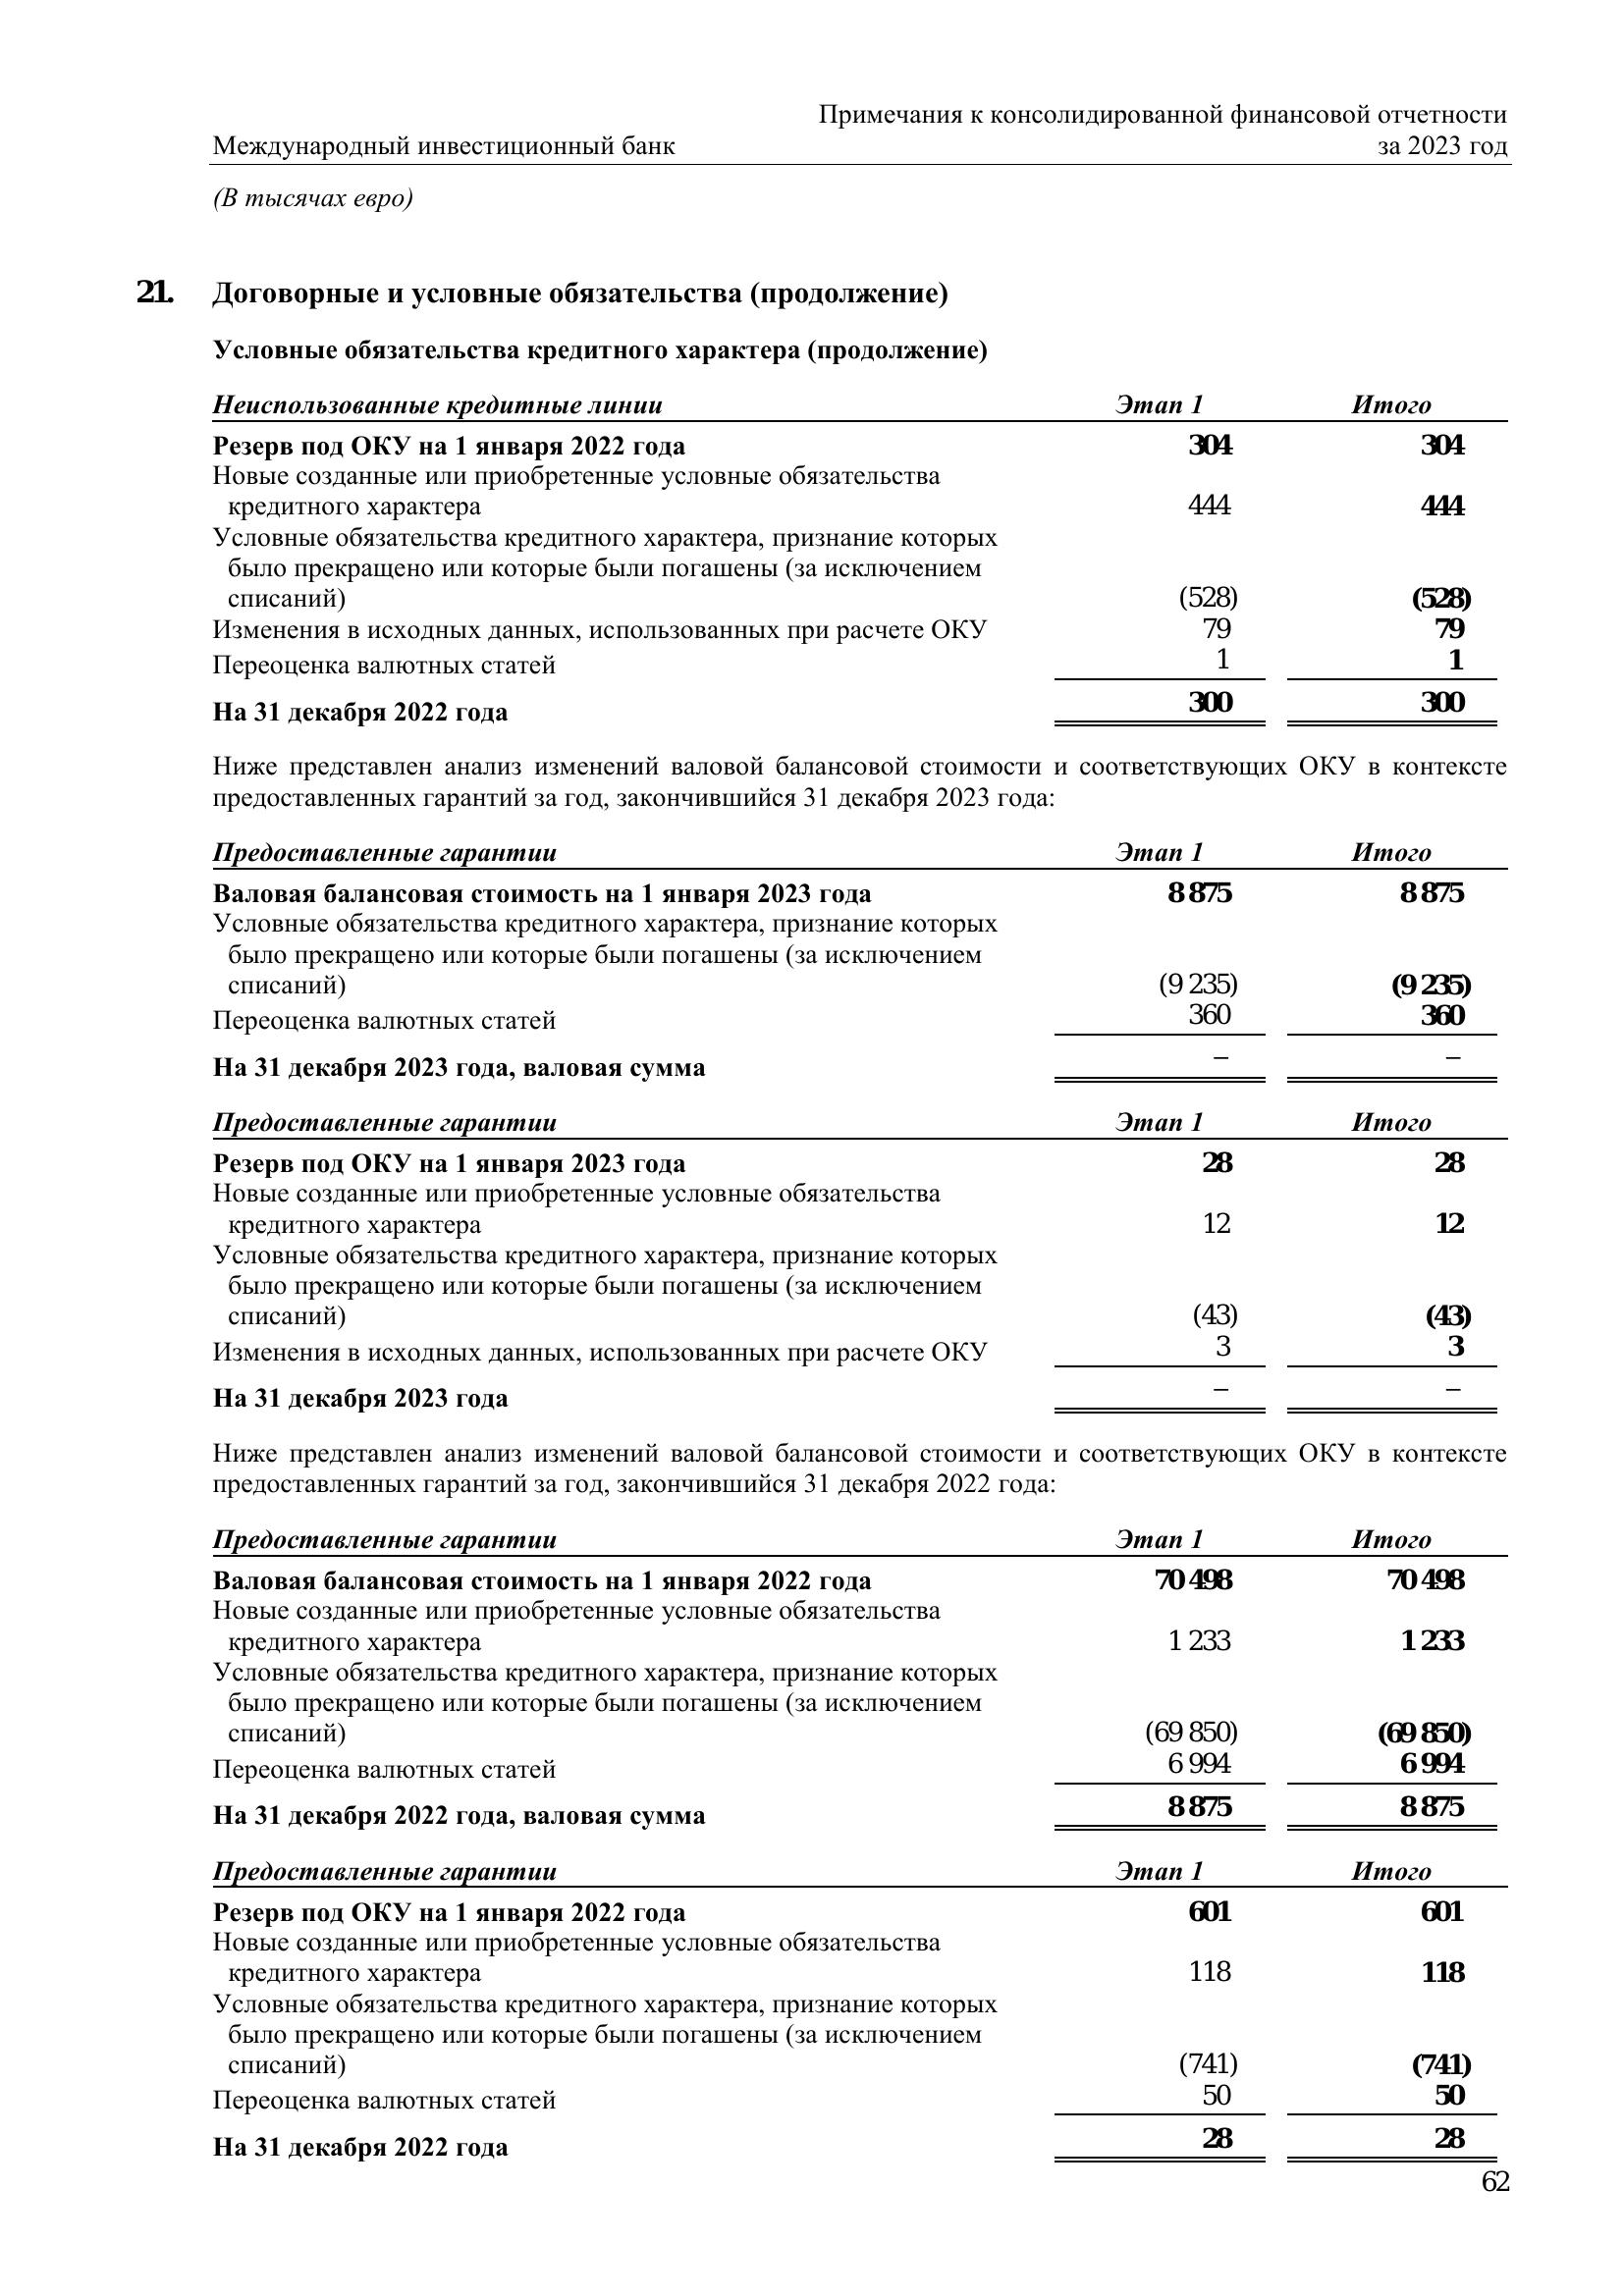 Примечания к консолидированной финансовой отчетности
Международный инвестиционный банк за 2023 год
(В тысячах евро)
21. Договорные и условные обязательства (продолжение)
Условные обязательства кредитного характера (продолжение)
Неиспользованные кредитные линии Этап 1 Итого
Резерв под ОКУ на 1 января 2022 года 304 304
Новые созданные или приобретенные условные обязательства
кредитного характера 444 444
Условные обязательства кредитного характера, признание которых
было прекращено или которые были погашены (за исключением
списаний) (528) (528)
Изменения в исходных данных, использованных при расчете ОКУ 79 79
Переоценка валютных статей 1 1
На 31 декабря 2022 года 300 300
Ниже представлен анализ изменений валовой балансовой стоимости и соответствующих ОКУ в контексте
предоставленных гарантий за год, закончившийся 31 декабря 2023 года:
Предоставленные гарантии Этап 1 Итого
Валовая балансовая стоимость на 1 января 2023 года 8 875 8 875
Условные обязательства кредитного характера, признание которых
было прекращено или которые были погашены (за исключением
списаний) (9 235) (9 235)
Переоценка валютных статей 360 360
На 31 декабря 2023 года, валовая сумма – –
Предоставленные гарантии Этап 1 Итого
Резерв под ОКУ на 1 января 2023 года 28 28
Новые созданные или приобретенные условные обязательства
кредитного характера 12 12
Условные обязательства кредитного характера, признание которых
было прекращено или которые были погашены (за исключением
списаний) (43) (43)
Изменения в исходных данных, использованных при расчете ОКУ 3 3
На 31 декабря 2023 года – –
Ниже представлен анализ изменений валовой балансовой стоимости и соответствующих ОКУ в контексте
предоставленных гарантий за год, закончившийся 31 декабря 2022 года:
Предоставленные гарантии Этап 1 Итого
Валовая балансовая стоимость на 1 января 2022 года 70 498 70 498
Новые созданные или приобретенные условные обязательства
кредитного характера 1 233 1 233
Условные обязательства кредитного характера, признание которых
было прекращено или которые были погашены (за исключением
списаний) (69 850) (69 850)
Переоценка валютных статей 6 994 6 994
На 31 декабря 2022 года, валовая сумма 8 875 8 875
Предоставленные гарантии Этап 1 Итого
Резерв под ОКУ на 1 января 2022 года 601 601
Новые созданные или приобретенные условные обязательства
кредитного характера 118 118
Условные обязательства кредитного характера, признание которых
было прекращено или которые были погашены (за исключением
списаний) (741) (741)
Переоценка валютных статей 50 50
На 31 декабря 2022 года 28 28
62